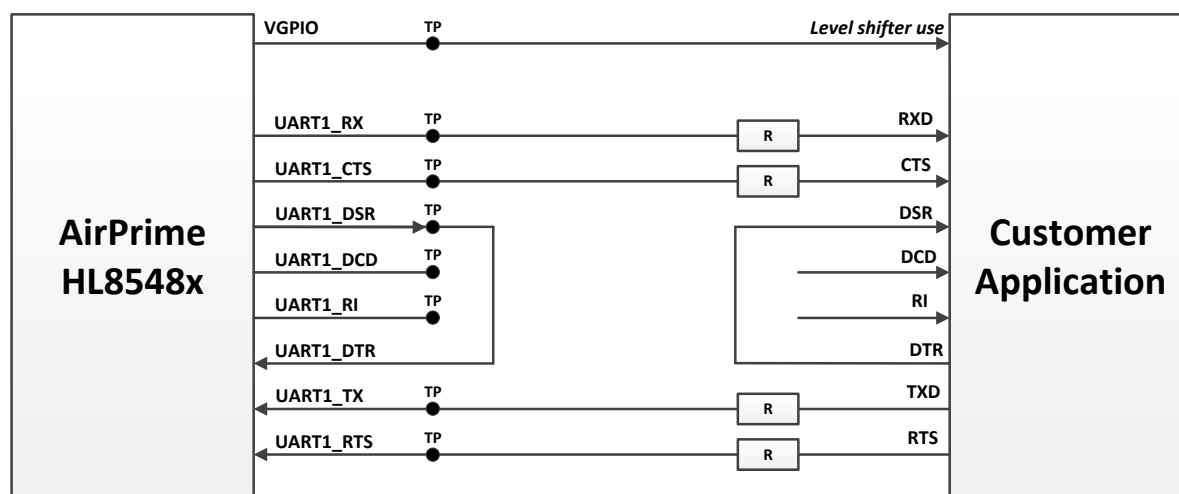 VGPIO TP Level shifter use
UART1_RX TP R RXD
UART1_CTS TP R CTS
UART1_DSR TP DSR
AirPrime
HL8548x
Customer
Application
UART1_DCD TP DCD
UART1_RI TP RI
UART1_DTR DTR
UART1_TX TP R TXD
UART1_RTS TP R RTS